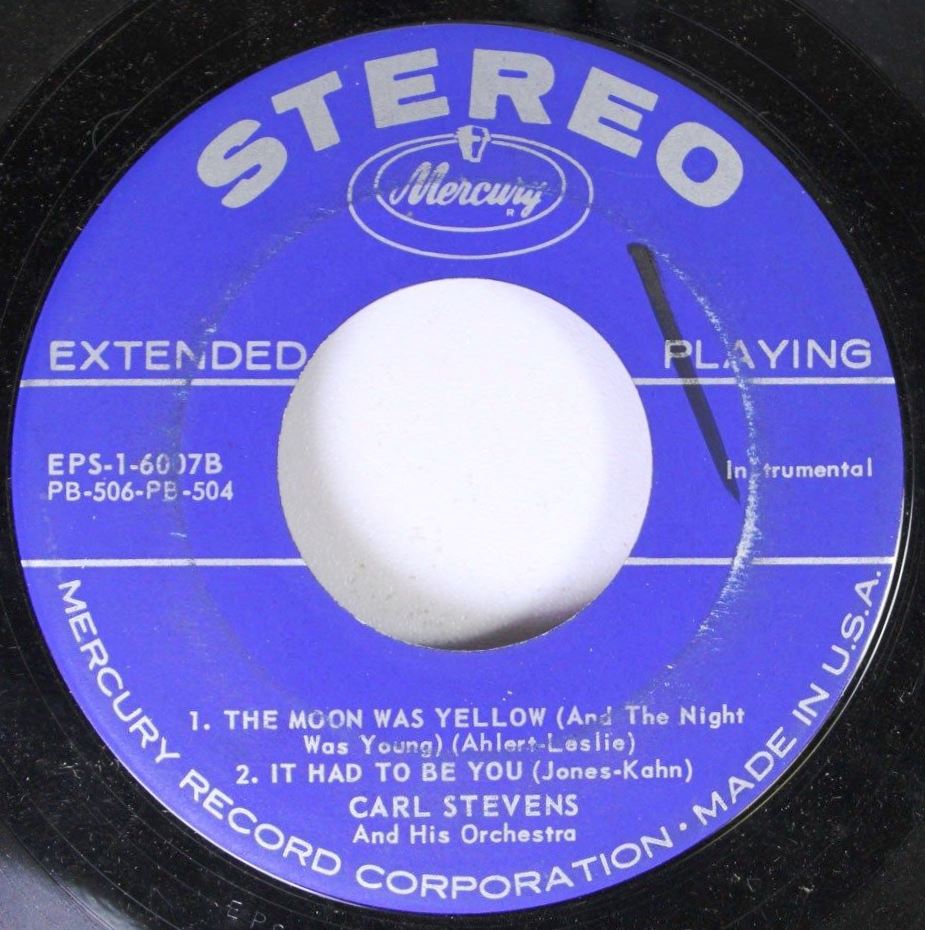 STEREO
Mercury
R
EXTENDED PLAYING
EPS-1-6007B
PB-506-PB-504
Instrumental
1. THE MOON WAS YELLOW (And The Night
Was Young) (Ahlert-Leslie)
2. IT HAD TO BE YOU (Jones-Kahn)
CARL STEVENS
And His Orchestra
MERCURY RECORD CORPORATION • MADE IN U.S.A.
EPS